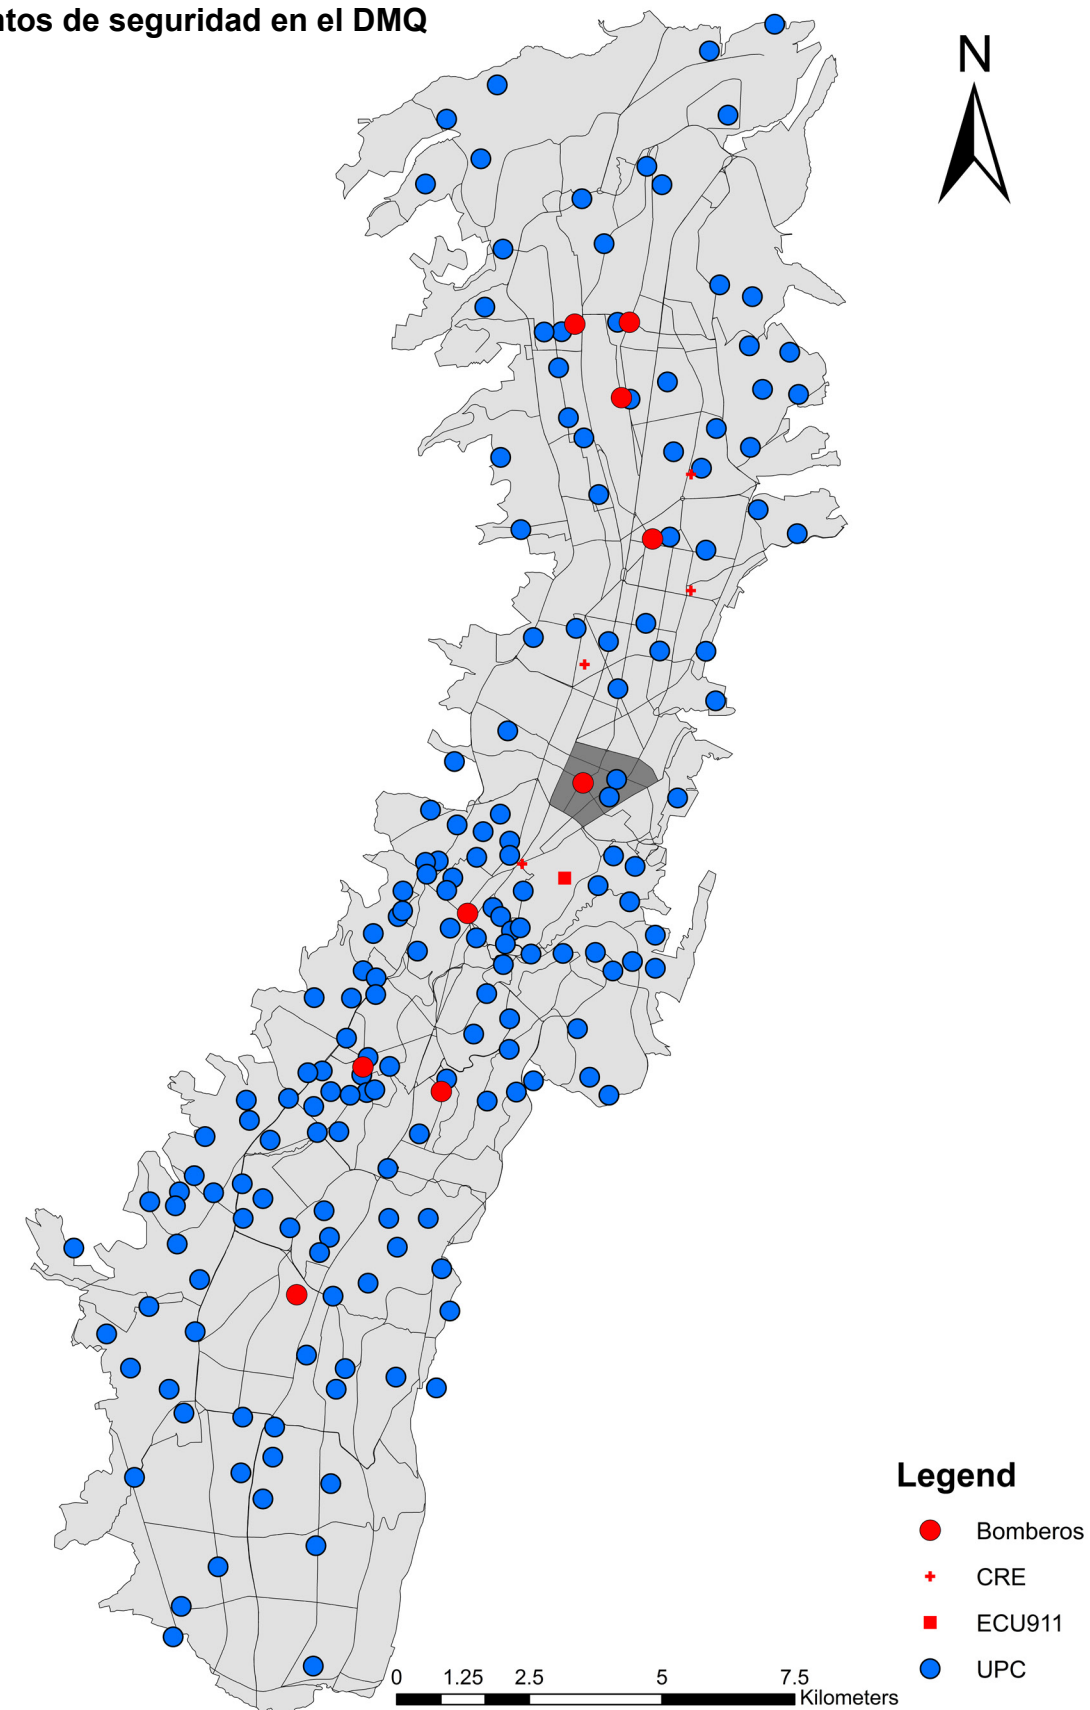 ntos de seguridad en el DMQ
N
Legend
Bomberos
CRE
ECU911
UPC
0 1.25 2.5 5 7.5
Kilometers